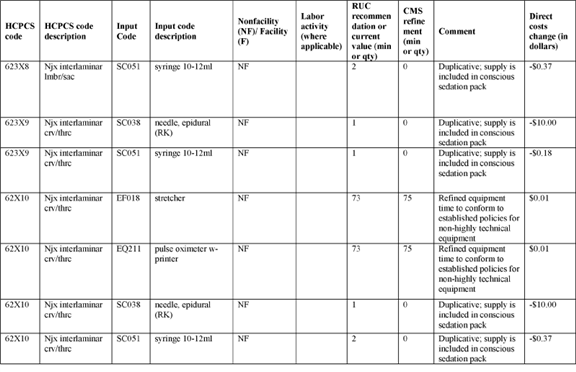 HCPCS code | HCPCS code description | Input Code | Input code description | Nonfacility (NF)/ Facility (F) | Labor activity (where applicable) | RUC recommen dation or current value (min or qty) | CMS refine ment (min or qty) | Comment | Direct costs change (in dollars)
623X8 | Njx interlaminar lmbr/sac | SC051 | syringe 10-12ml | NF | | 2 | 0 | Duplicative; supply is included in conscious sedation pack | -$0.37
623X9 | Njx interlaminar crv/thrc | SC038 | needle, epidural (RK) | NF | | 1 | 0 | Duplicative; supply is included in conscious sedation pack | -$10.00
623X9 | Njx interlaminar crv/thrc | SC051 | syringe 10-12ml | NF | | 1 | 0 | Duplicative; supply is included in conscious sedation pack | -$0.18
62X10 | Njx interlaminar crv/thrc | EF018 | stretcher | NF | | 73 | 75 | Refined equipment time to conform to established policies for non-highly technical equipment | $0.01
62X10 | Njx interlaminar crv/thrc | EQ211 | pulse oximeter w-printer | NF | | 73 | 75 | Refined equipment time to conform to established policies for non-highly technical equipment | $0.01
62X10 | Njx interlaminar crv/thrc | SC038 | needle, epidural (RK) | NF | | 1 | 0 | Duplicative; supply is included in conscious sedation pack | -$10.00
62X10 | Njx interlaminar crv/thrc | SC051 | syringe 10-12ml | NF | | 2 | 0 | Duplicative; supply is included in conscious sedation pack | -$0.37